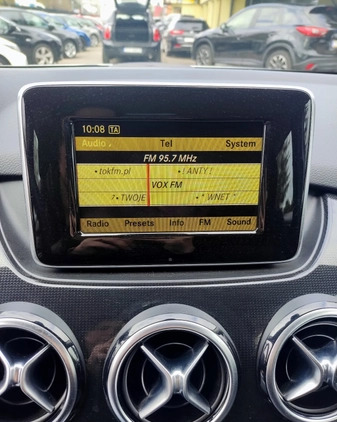 10:08 TA
Audio Tel System
FM 95.7 MHz
• tokfm.pl • ! ANTY !
VOX FM
?• TWOJE • * WNET *
Radio Presets Info FM Sound